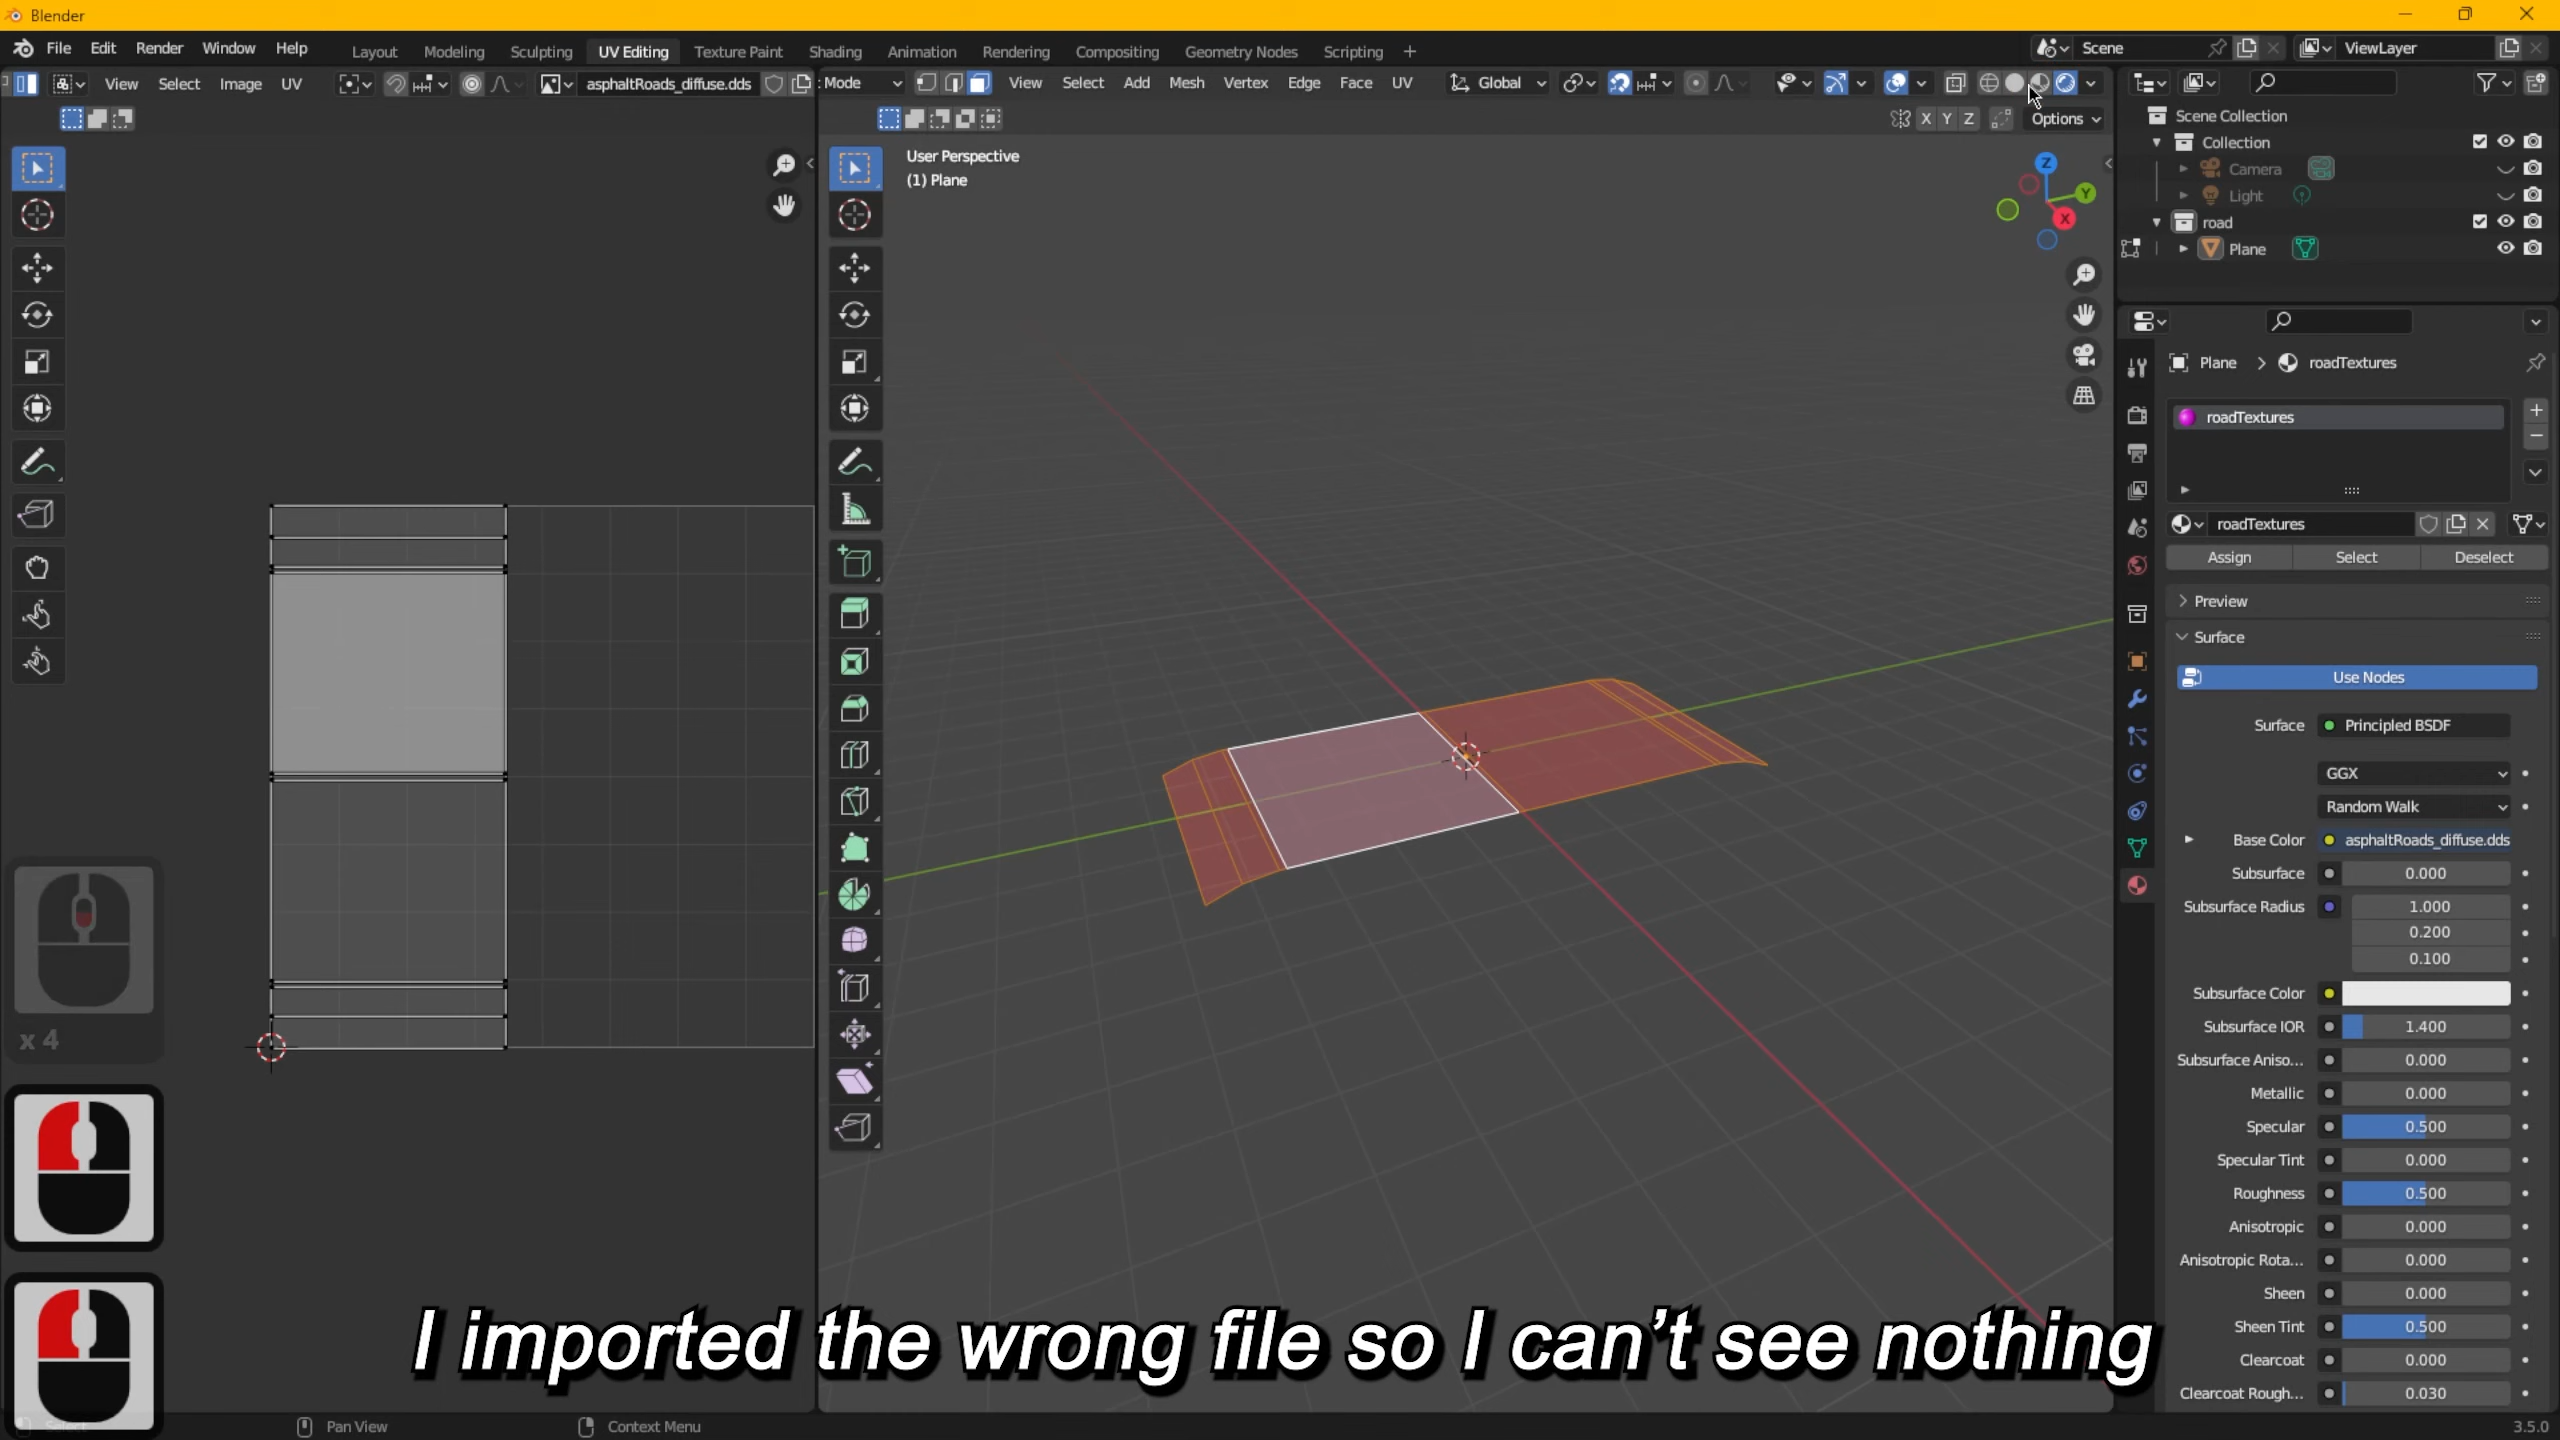 Blender
File Edit Render Window Help Layout Modeling Sculpting UV Editing Texture Paint Shading Animation Rendering Compositing Geometry Nodes Scripting + Scene ViewLayer
View Select Image UV asphaltRoads_diffuse.dds Mode View Select Add Mesh Vertex Edge Face UV Global
X Y Z Options
User Perspective
(1) Plane
Z
Y
X
Scene Collection
Collection
Camera
Light
road
Plane
Plane > roadTextures
roadTextures
roadTextures
Assign Select Deselect
Preview
Surface
Use Nodes
Surface Principled BSDF
GGX
Random Walk
Base Color asphaltRoads_diffuse.dds
Subsurface 0.000
Subsurface Radius 1.000
0.200
0.100
Subsurface Color
Subsurface IOR 1.400
Subsurface Aniso... 0.000
Metallic 0.000
Specular 0.500
Specular Tint 0.000
Roughness 0.500
Anisotropic 0.000
Anisotropic Rota... 0.000
Sheen 0.000
Sheen Tint 0.500
Clearcoat 0.000
Clearcoat Rough... 0.030
x 4
I imported the wrong file so I can't see nothing
Select Pan View Context Menu 3.5.0